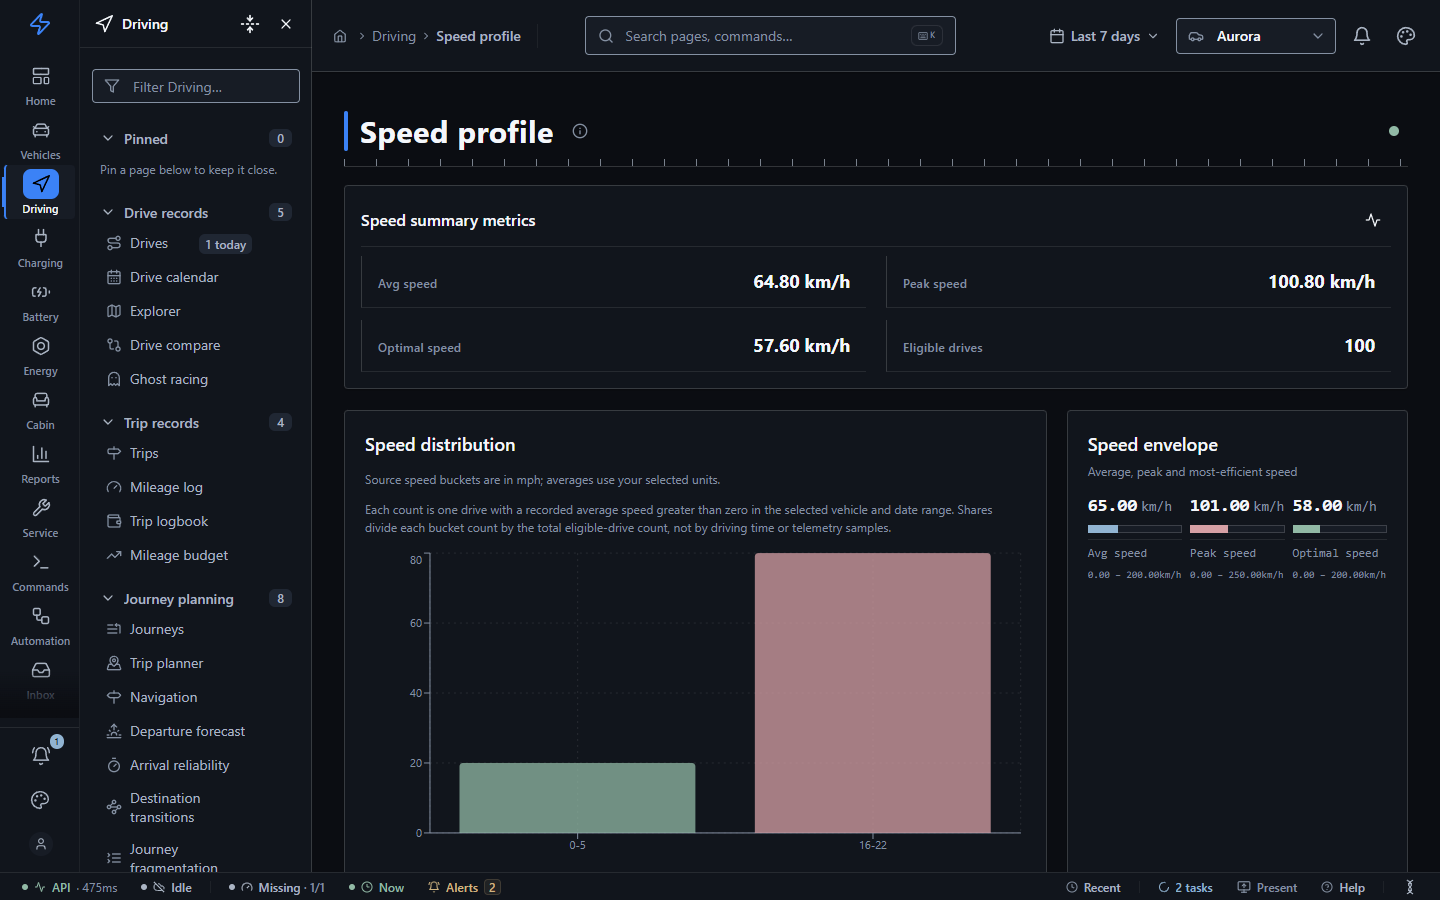 Driving
Driving
Speed profile
Search pages, commands...
K
Last 7 days
Aurora
Home
Vehicles
Driving
Charging
Battery
Energy
Cabin
Reports
Service
Commands
Automation
Inbox
1
Filter Driving...
Pinned 0
Pin a page below to keep it close.
Drive records 5
Drives 1 today
Drive calendar
Explorer
Drive compare
Ghost racing
Trip records 4
Trips
Mileage log
Trip logbook
Mileage budget
Journey planning 8
Journeys
Trip planner
Navigation
Departure forecast
Arrival reliability
Destination
transitions
Journey
fragmentation
Speed profile
Speed summary metrics
Avg speed 64.80 km/h
Peak speed 100.80 km/h
Optimal speed 57.60 km/h
Eligible drives 100
Speed distribution
Source speed buckets are in mph; averages use your selected units.
Each count is one drive with a recorded average speed greater than zero in the selected vehicle and date range. Shares
divide each bucket count by the total eligible-drive count, not by driving time or telemetry samples.
80
60
40
20
0
0-5 16-22
Speed envelope
Average, peak and most-efficient speed
65.00 km/h 101.00 km/h 58.00 km/h
Avg speed Peak speed Optimal speed
0.00 – 200.00km/h 0.00 – 250.00km/h 0.00 – 200.00km/h
API · 475ms
Idle
Missing · 1/1
Now
Alerts 2
Recent
2 tasks
Present
Help